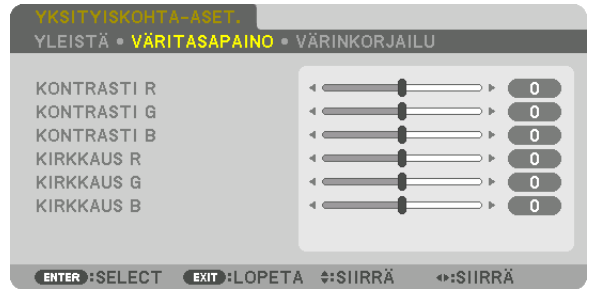 YKSITYISKOHTA-ASET.
YLEISTÄ • VÄRITASAPAINO • VÄRINKORJAILU
KONTRASTI R 0
KONTRASTI G 0
KONTRASTI B 0
KIRKKAUS R 0
KIRKKAUS G 0
KIRKKAUS B 0
ENTER :SELECT EXIT :LOPETA :SIIRRÄ :SIIRRÄ